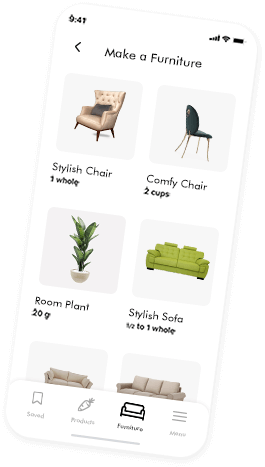 9:41
Make a Furniture
Stylish Chair
1 whole
Comfy Chair
2 cups
Room Plant
20 g
Stylish Sofa
1/2 to 1 whole
Saved
Products
Furniture
Menu